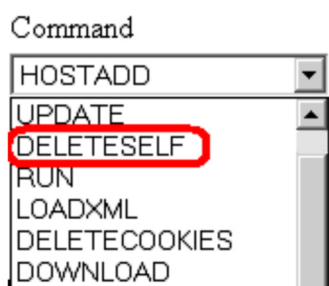 Command
HOSTADD
UPDATE
DELETESELF
RUN
LOADXML
DELETECOOKIES
DOWNLOAD